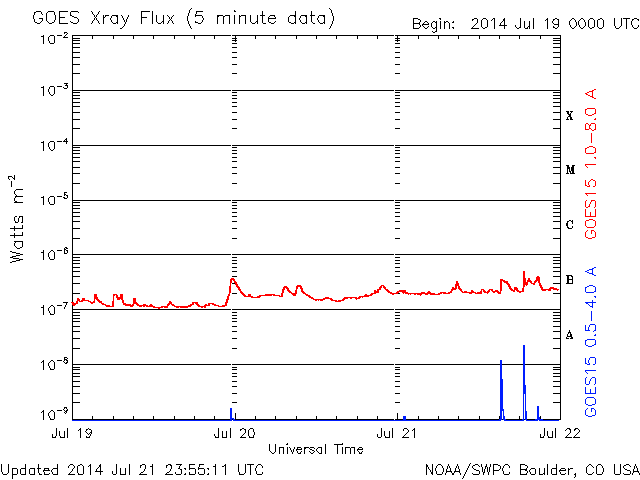 GOES Xray Flux (5 minute data)
Begin: 2014 Jul 19 0000 UTC
10⁻²
10⁻³
10⁻⁴
10⁻⁵
10⁻⁶
10⁻⁷
10⁻⁸
10⁻⁹
Watts m⁻²
X
M
C
B
A
GOES15 1.0-8.0 A
GOES15 0.5-4.0 A
Jul 19
Jul 20
Jul 21
Jul 22
Universal Time
Updated 2014 Jul 21 23:55:11 UTC
NOAA/SWPC Boulder, CO USA